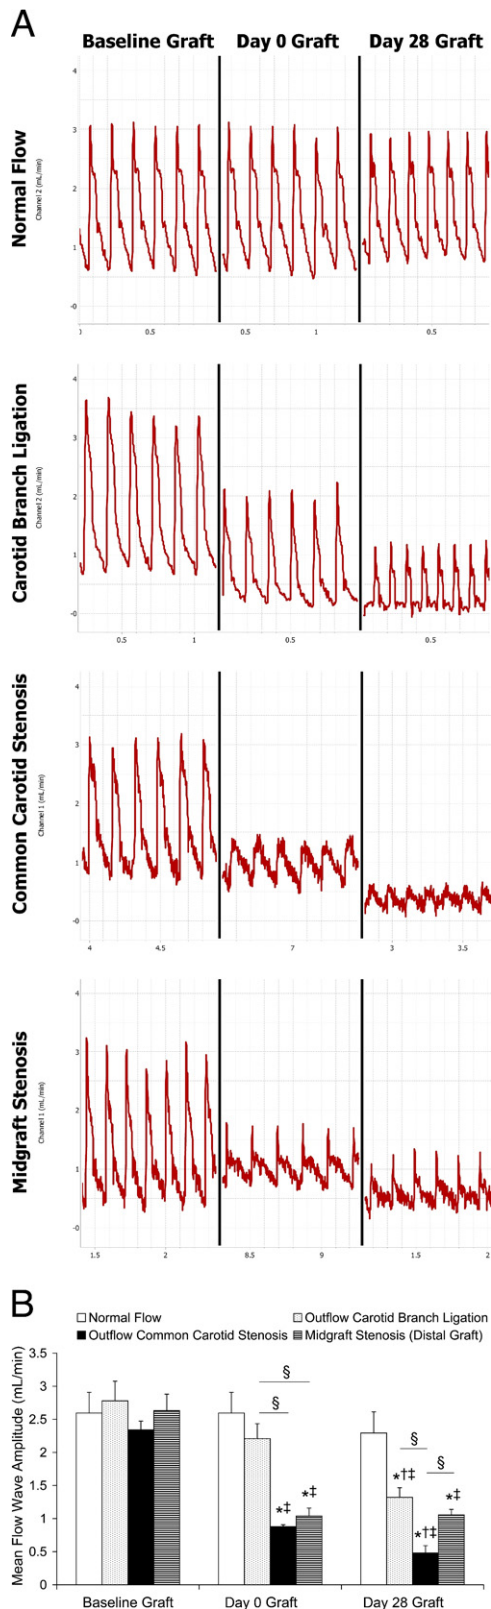 A
Baseline Graft Day 0 Graft Day 28 Graft
Normal Flow
Channel 2 (mL/min)
4
3
2
1
-0
0.5 0.5 1 0.5
Carotid Branch Ligation
Channel 2 (mL/min)
4
3
2
1
-0
0.5 1 0.5 0.5
Common Carotid Stenosis
Channel 1 (mL/min)
4
3
2
1
-0
4 4.5 7 3 3.5
Midgraft Stenosis
Channel 1 (mL/min)
4
3
2
1
-0
1.5 2 8.5 9 1.5 2
B
Normal Flow Outflow Carotid Branch Ligation
Outflow Common Carotid Stenosis Midgraft Stenosis (Distal Graft)
Mean Flow Wave Amplitude (mL/min)
3.5
3
2.5
2
1.5
1
0.5
0
§
§
*‡
*‡
§
§
*†‡
*†‡
*‡
Baseline Graft Day 0 Graft Day 28 Graft